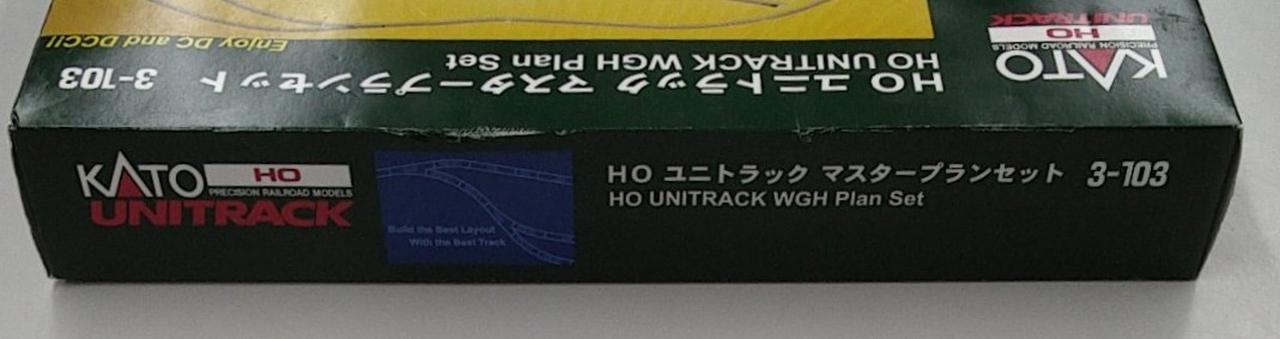 Enjoy DC and DCC!!
HO ユニトラック マスタープランセット 3-103
HO UNITRACK WGH Plan Set
KATO HO
PRECISION RAILROAD MODELS
UNITRACK
KATO HO
PRECISION RAILROAD MODELS
UNITRACK
Build the Best Layout
With the Best Track
HO ユニトラック マスタープランセット 3-103
HO UNITRACK WGH Plan Set